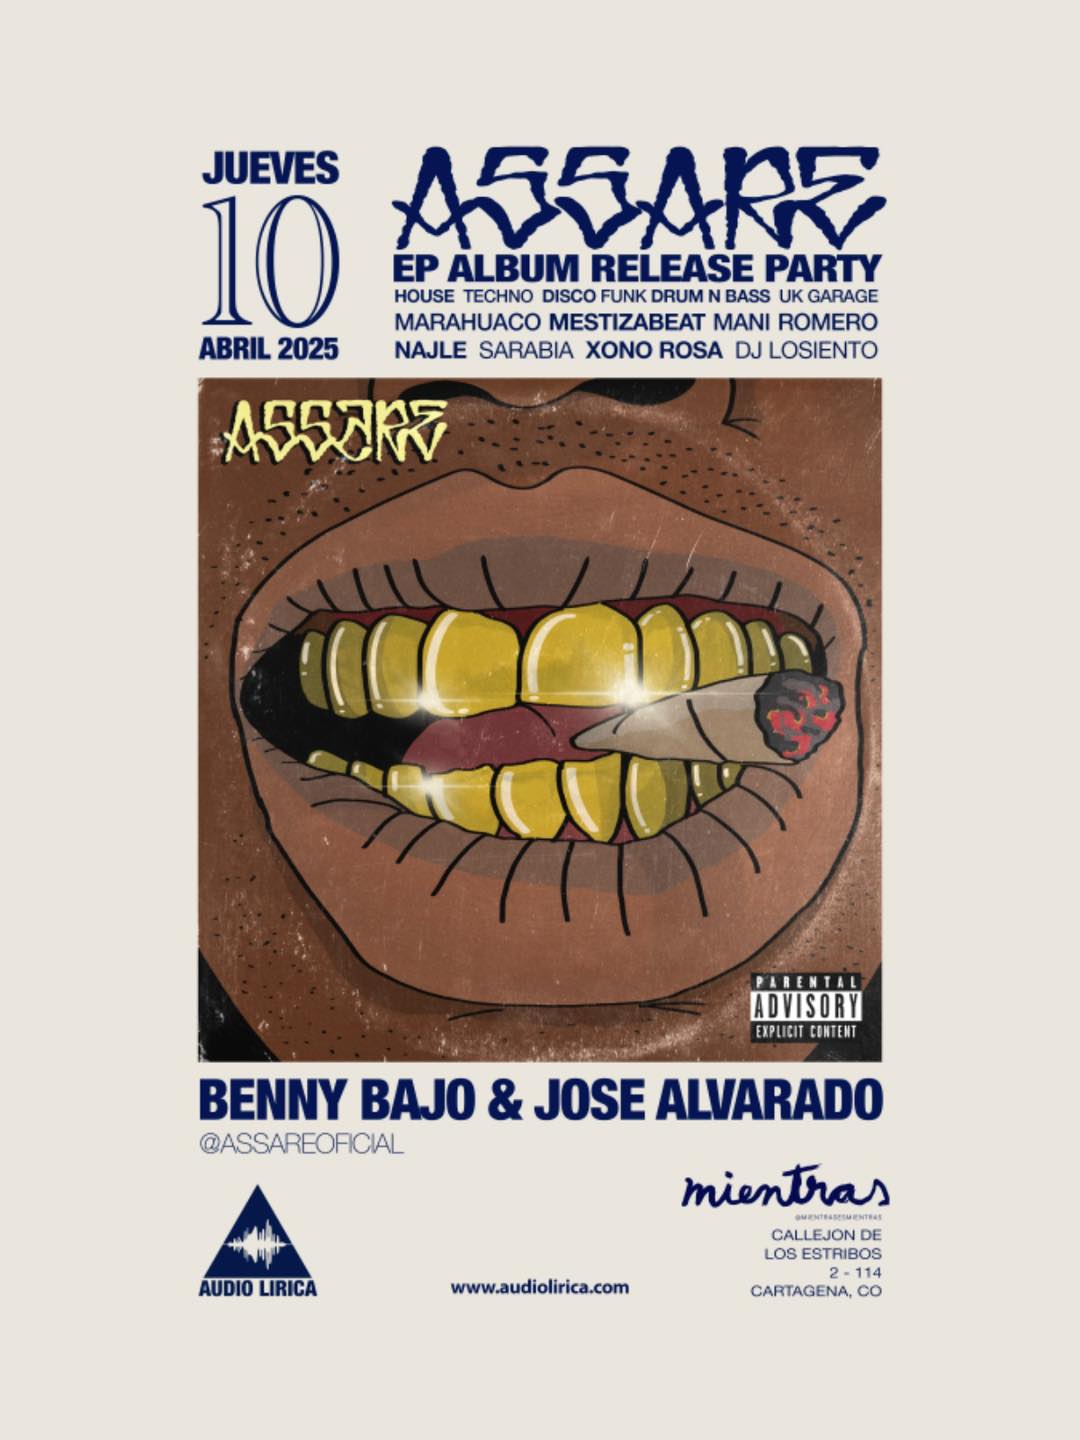 JUEVES
10
ABRIL 2025
ASSARE
EP ALBUM RELEASE PARTY
HOUSE TECHNO DISCO FUNK DRUM N BASS UK GARAGE
MARAHUACO MESTIZABEAT MANI ROMERO
NAJLE SARABIA XONO ROSA DJ LOSIENTO
ASSARE
PARENTAL
ADVISORY
EXPLICIT CONTENT
BENNY BAJO & JOSE ALVARADO
@ASSAREOFICIAL
mientras
@MIENTRASESMIENTRAS
CALLEJON DE
LOS ESTRIBOS
2 - 114
CARTAGENA, CO
AUDIO LIRICA
www.audiolirica.com